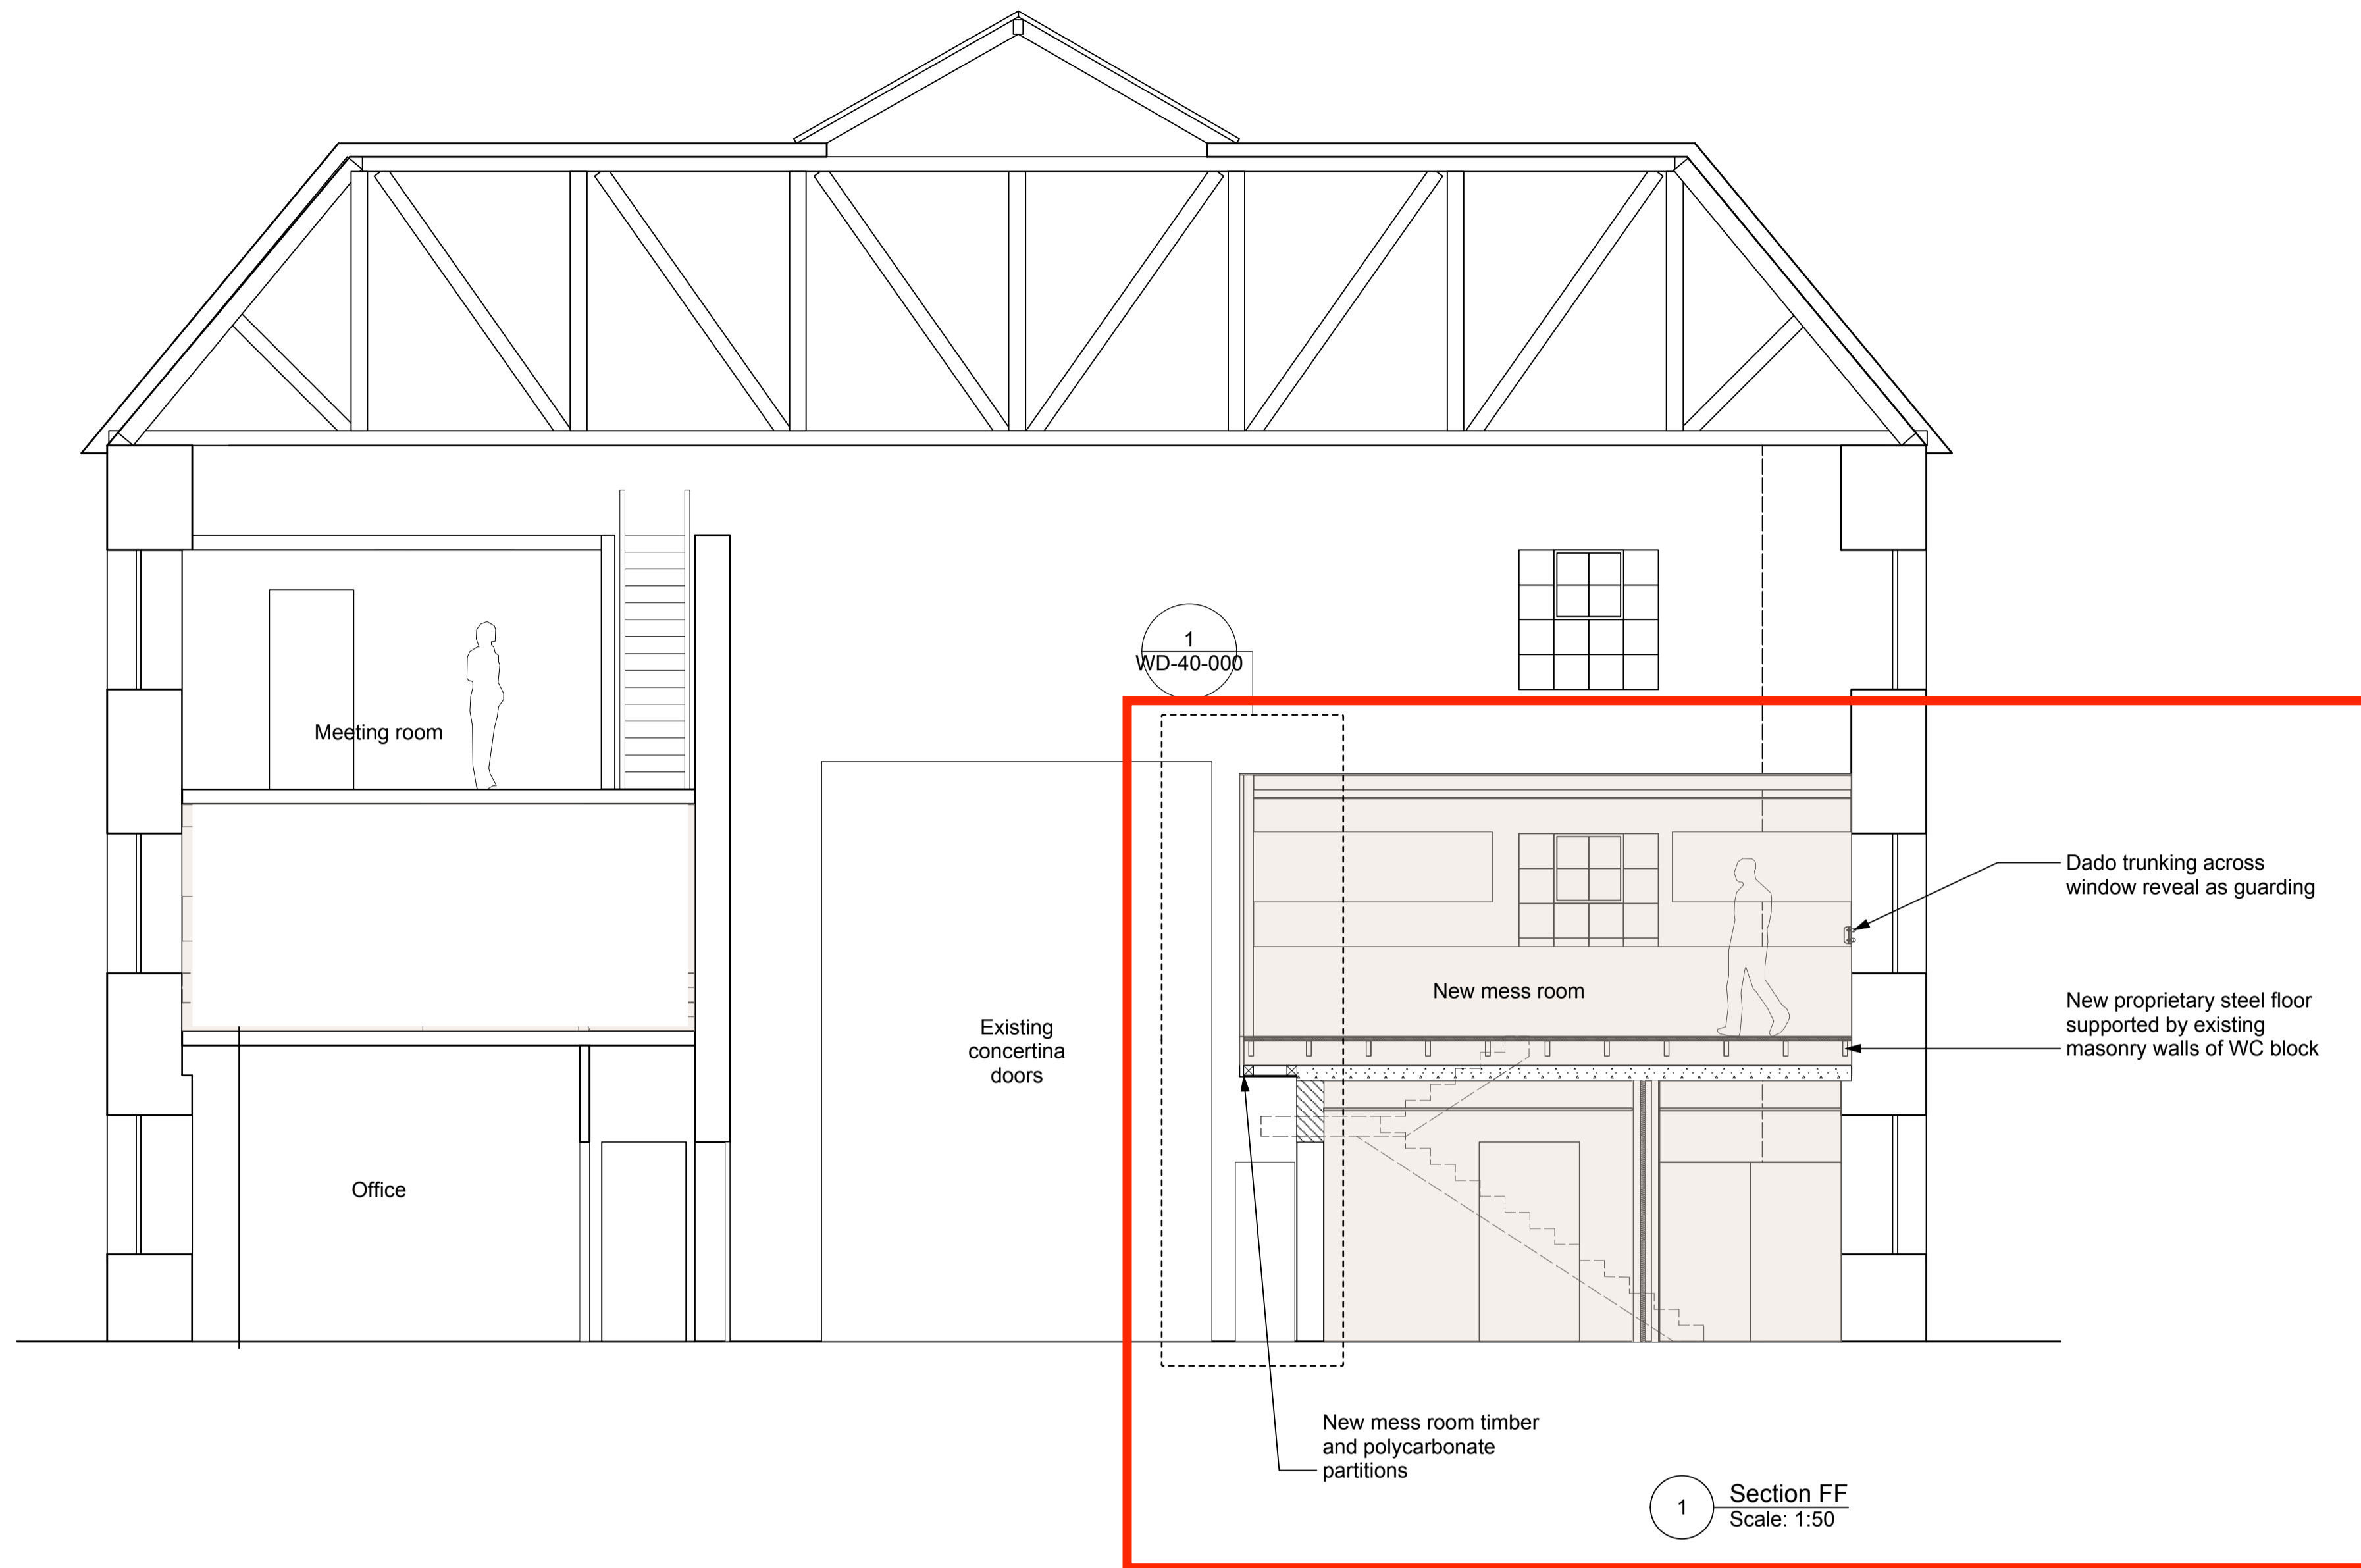 1
WD-40-000
Meeting room
Dado trunking across
window reveal as guarding
New mess room
New proprietary steel floor
supported by existing
masonry walls of WC block
Existing
concertina
doors
Office
New mess room timber
and polycarbonate
partitions
1
Section FF
Scale: 1:50